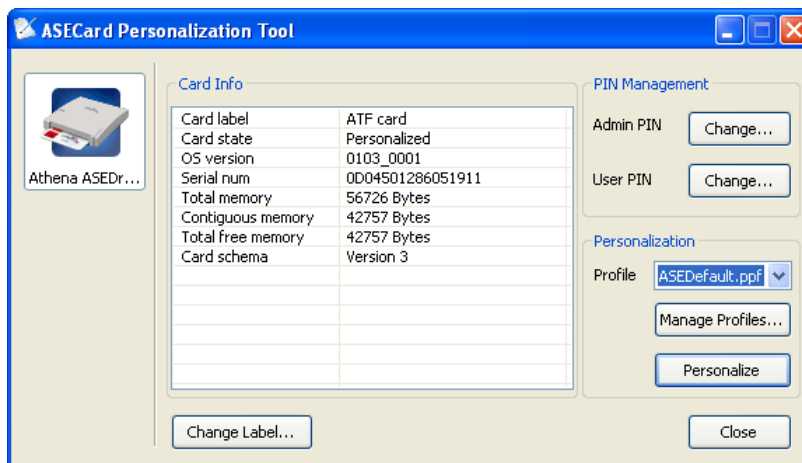 ASECard Personalization Tool
Athena ASEDr...
Card Info
Card label ATF card
Card state Personalized
OS version 0103_0001
Serial num 0D04501286051911
Total memory 56726 Bytes
Contiguous memory 42757 Bytes
Total free memory 42757 Bytes
Card schema Version 3
Change Label...
PIN Management
Admin PIN Change...
User PIN Change...
Personalization
Profile ASEDefault.ppf
Manage Profiles...
Personalize
Close